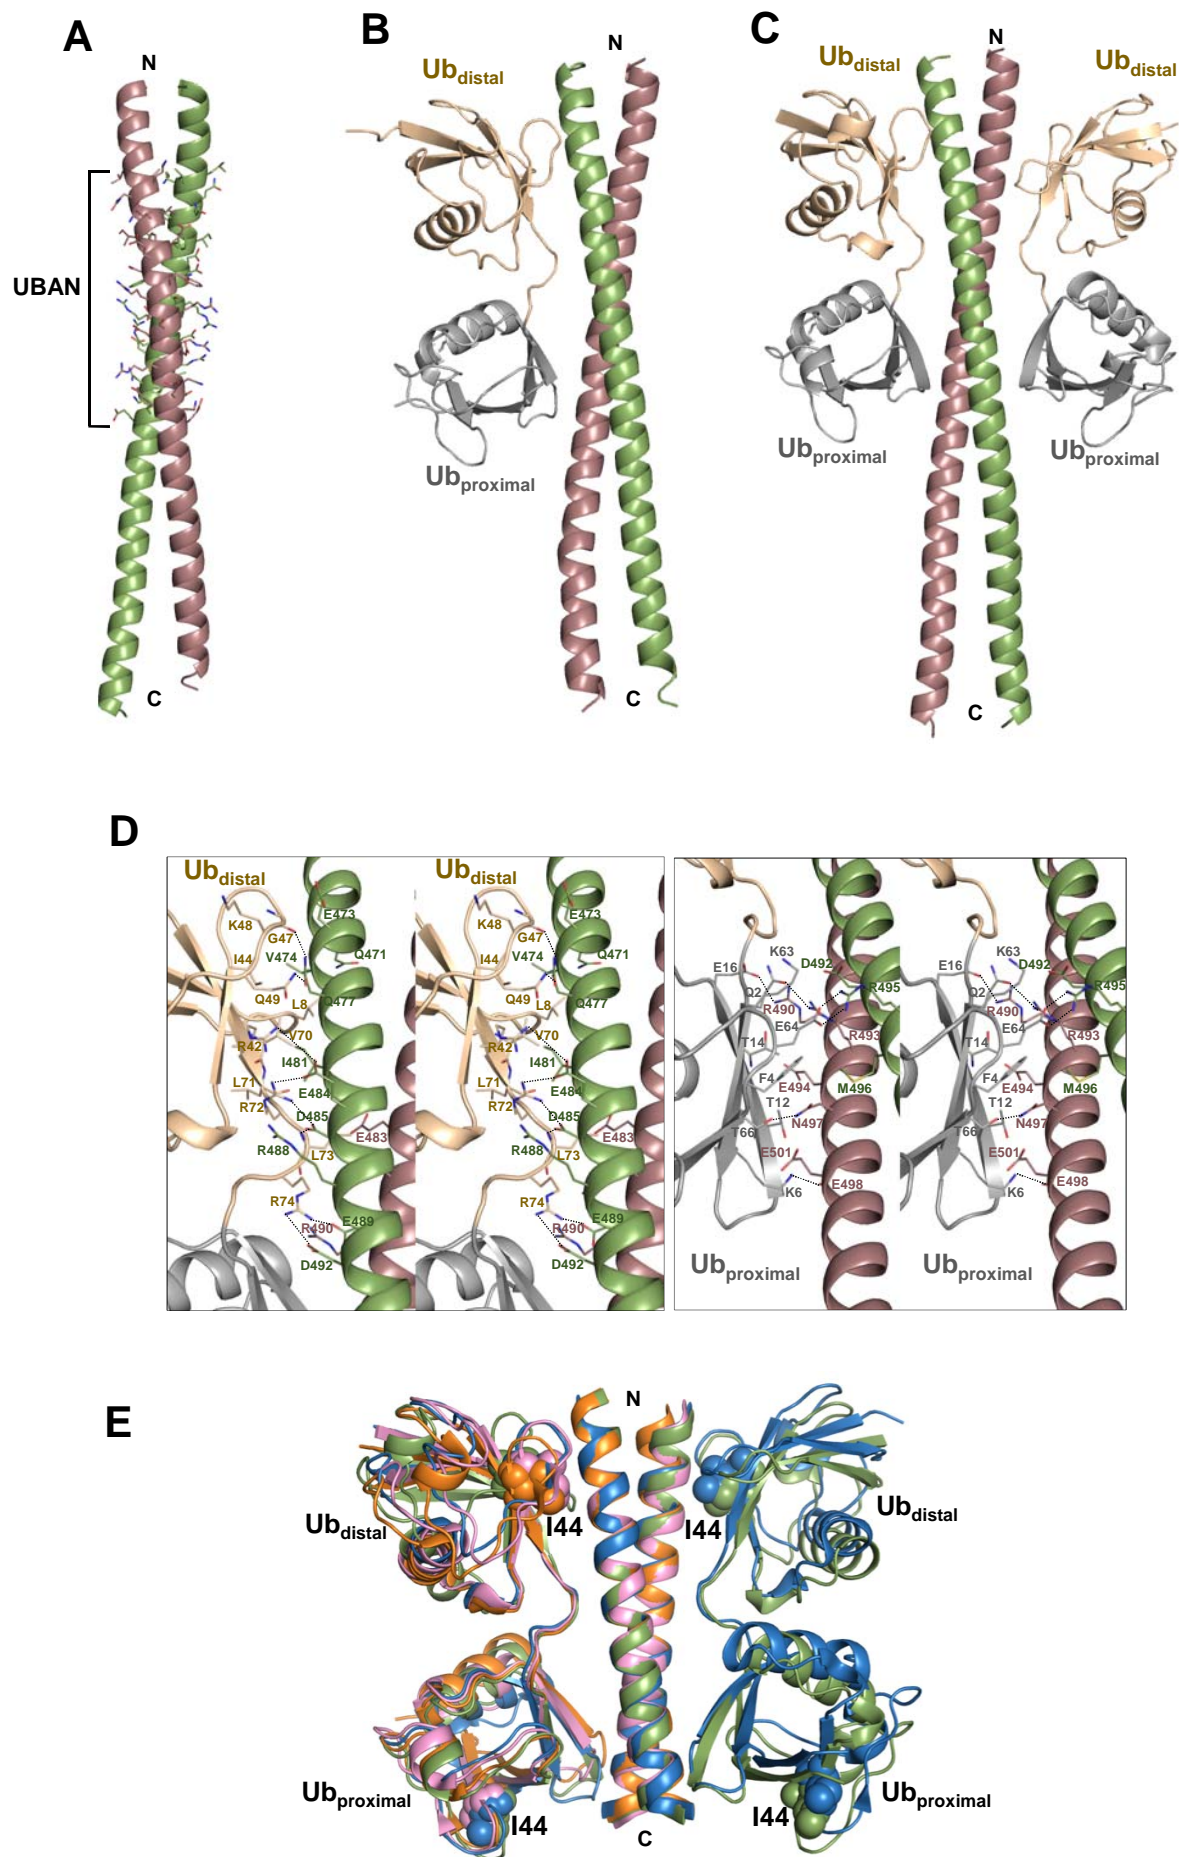 A
N
UBAN
C
B
N
Ubdistal
Ubproximal
C
C
N
Ubdistal
Ubdistal
Ubproximal
Ubproximal
C
D
Ubdistal
E473
K48
G47
I44
V474
Q471
Q49
L8
Q477
V70
R42
I481
L71
E484
R72
D485
E483
R488
L73
R74
E489
R490
D492
Ubdistal
E473
K48
G47
I44
V474
Q471
Q49
L8
Q477
V70
R42
I481
L71
E484
R72
D485
E483
R488
L73
R74
E489
R490
D492
K63
E16
D492
Q2
R495
R490
E64
R493
T14
F4
E494
M496
T12
T66
N497
E501
K6
E498
Ubproximal
K63
E16
D492
Q2
R495
R490
E64
R493
T14
F4
E494
M496
T12
T66
N497
E501
K6
E498
Ubproximal
E
N
Ubdistal
I44
I44
Ubdistal
Ubproximal
I44
I44
Ubproximal
C